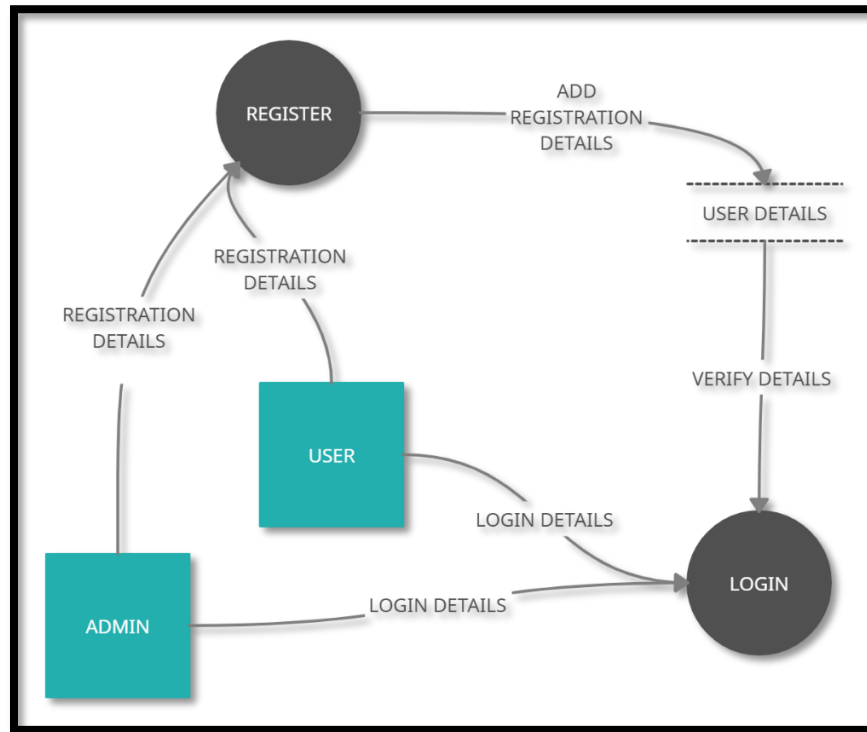 REGISTER
ADD
REGISTRATION
DETAILS
USER DETAILS
REGISTRATION
DETAILS
REGISTRATION
DETAILS
VERIFY DETAILS
USER
LOGIN DETAILS
LOGIN
LOGIN DETAILS
ADMIN